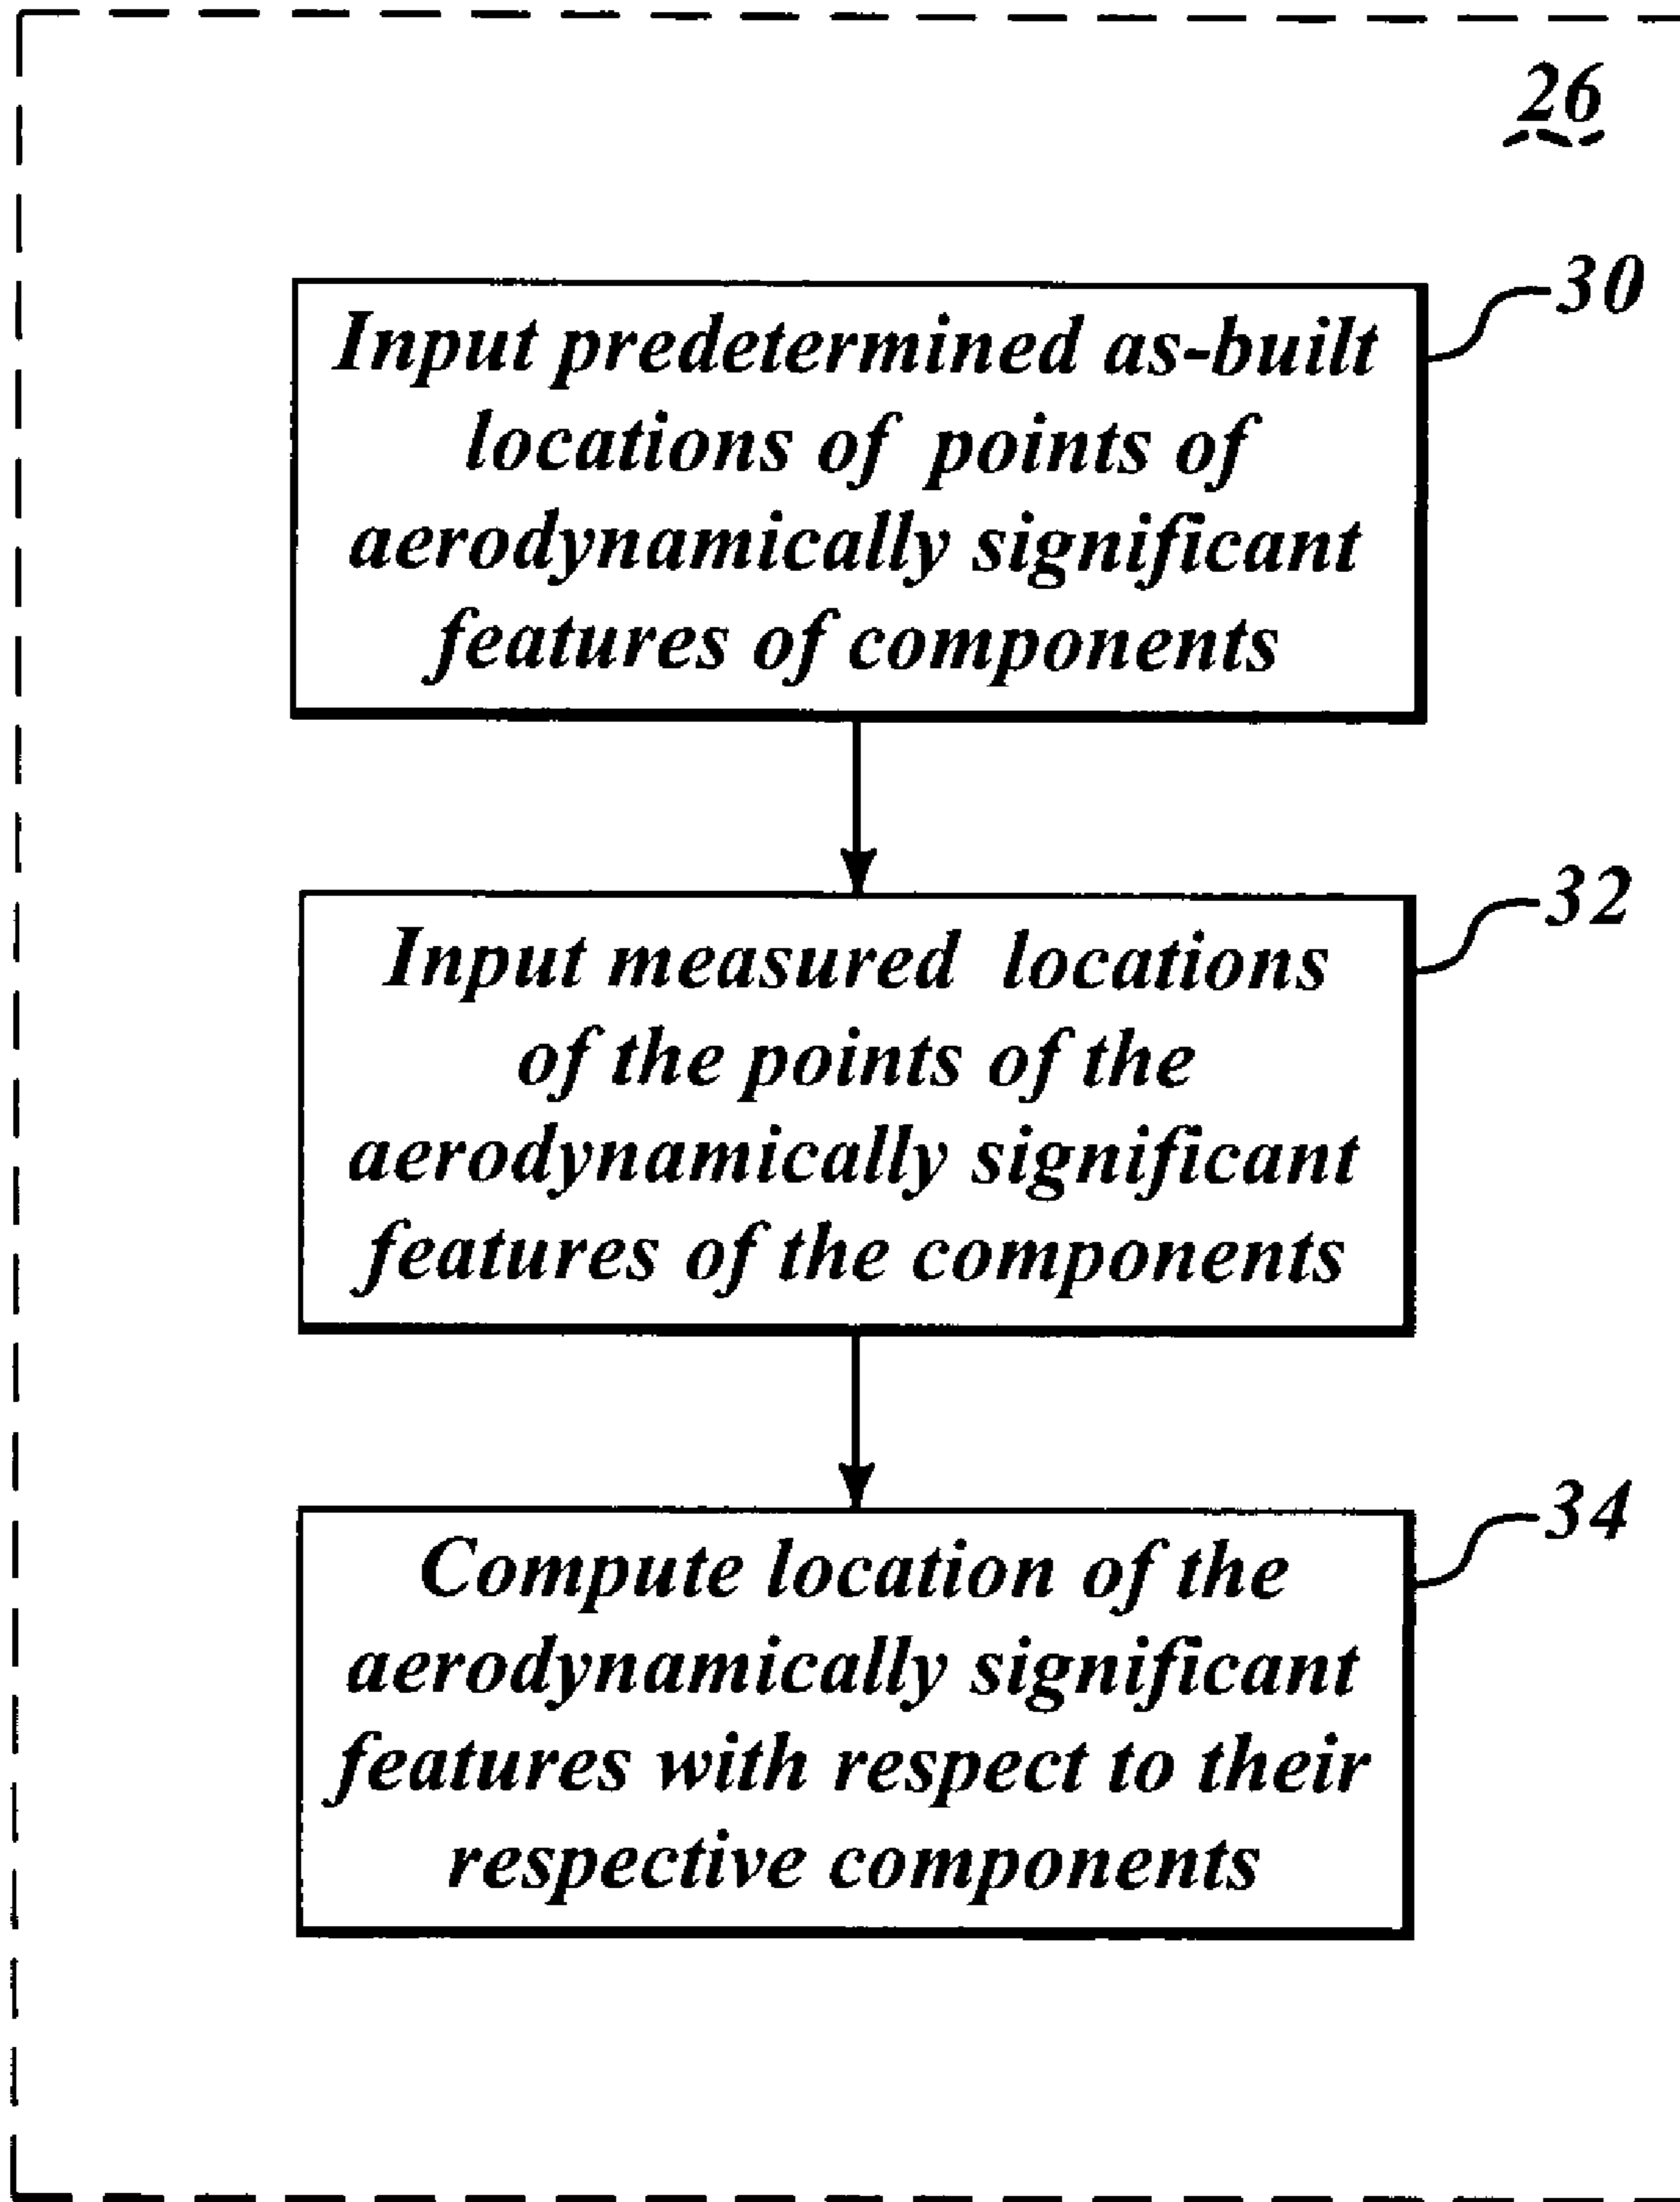 26
30
Input predetermined as-built
locations of points of
aerodynamically significant
features of components
32
Input measured locations
of the points of the
aerodynamically significant
features of the components
34
Compute location of the
aerodynamically significant
features with respect to their
respective components